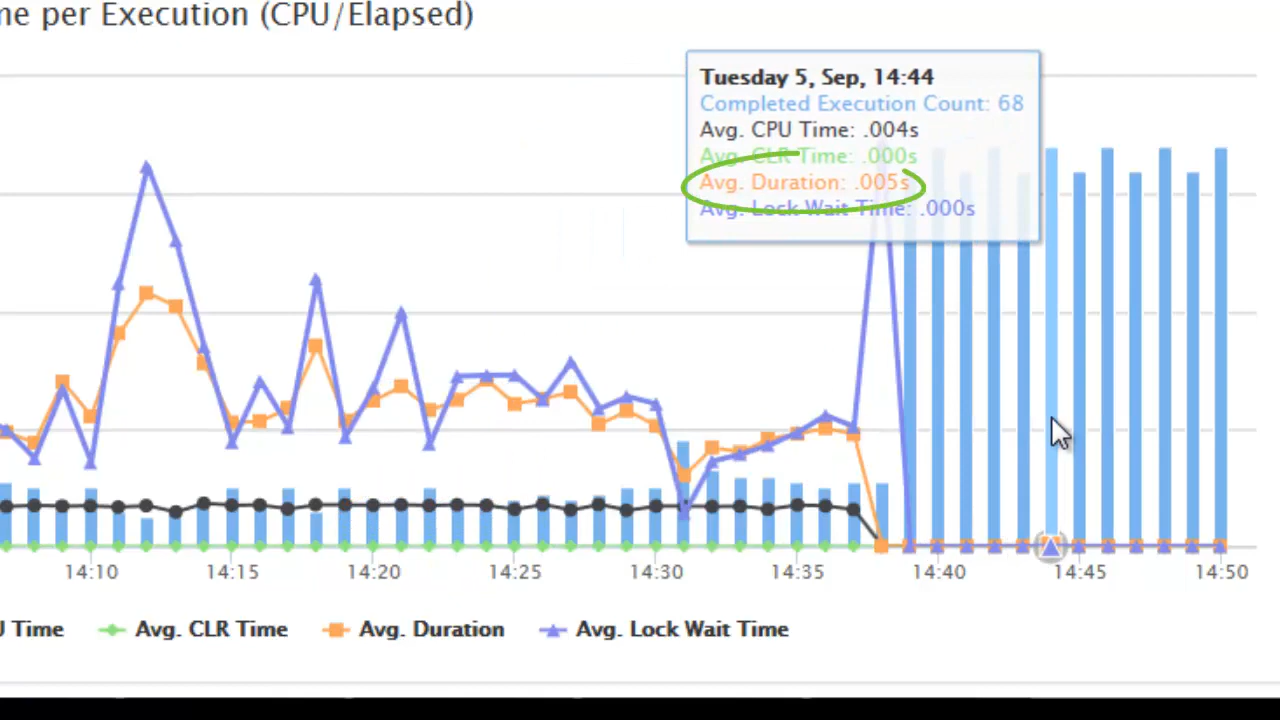 ne per Execution (CPU/Elapsed)
Tuesday 5, Sep, 14:44
Completed Execution Count: 68
Avg. CPU Time: .004s
Avg. CLR Time: .000s
Avg. Duration: .005s
Avg. Lock Wait Time: .000s
14:10 14:15 14:20 14:25 14:30 14:35 14:40 14:45 14:50
U Time Avg. CLR Time Avg. Duration Avg. Lock Wait Time